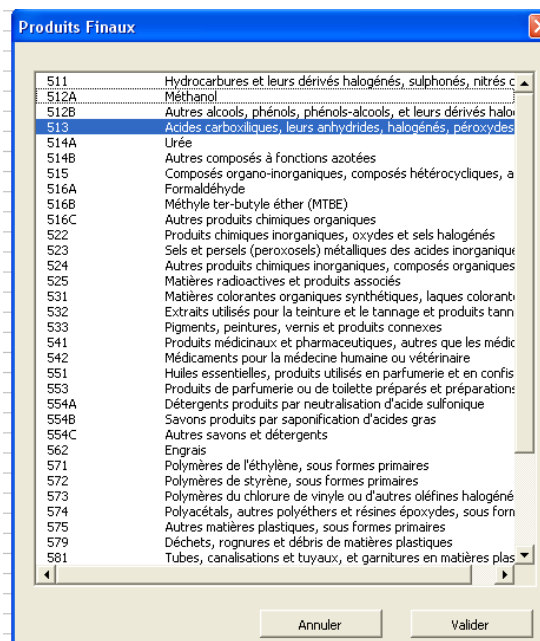 Produits Finaux
511 Hydrocarbures et leurs dérivés halogénés, sulphonés, nitrés
512A Méthanol
512B Autres alcools, phénols, phénols-alcools, et leurs dérivés halo
513 Acides carboxiliques, leurs anhydrides, halogénés, péroxydes
514A Urée
514B Autres composés à fonctions azotées
515 Composés organo-inorganiques, composés hétérocycliques, a
516A Formaldéhyde
516B Méthyle ter-butyle éther (MTBE)
516C Autres produits chimiques organiques
522 Produits chimiques inorganiques, oxydes et sels halogénés
523 Sels et persels (peroxosels) métalliques des acides inorganique
524 Autres produits chimiques inorganiques, composés organiques
525 Matières radioactives et produits associés
531 Matières colorantes organiques synthétiques, laques colorant
532 Extraits utilisés pour la teinture et le tannage et produits tann
533 Pigments, peintures, vernis et produits connexes
541 Produits médicinaux et pharmaceutiques, autres que les médic
542 Médicaments pour la médecine humaine ou vétérinaire
551 Huiles essentielles, produits utilisés en parfumerie et en confis
553 Produits de parfumerie ou de toilette préparés et préparations
554A Détergents produits par neutralisation d'acide sulfonique
554B Savons produits par saponification d'acides gras
554C Autres savons et détergents
562 Engrais
571 Polymères de l'éthylène, sous formes primaires
572 Polymères de styrène, sous formes primaires
573 Polymères du chlorure de vinyle ou d'autres oléfines halogéné
574 Polyacétals, autres polyéthers et résines époxydes, sous form
575 Autres matières plastiques, sous formes primaires
579 Déchets, rognures et débris de matières plastiques
581 Tubes, canalisations et tuyaux, et garnitures en matières plas
Annuler Valider